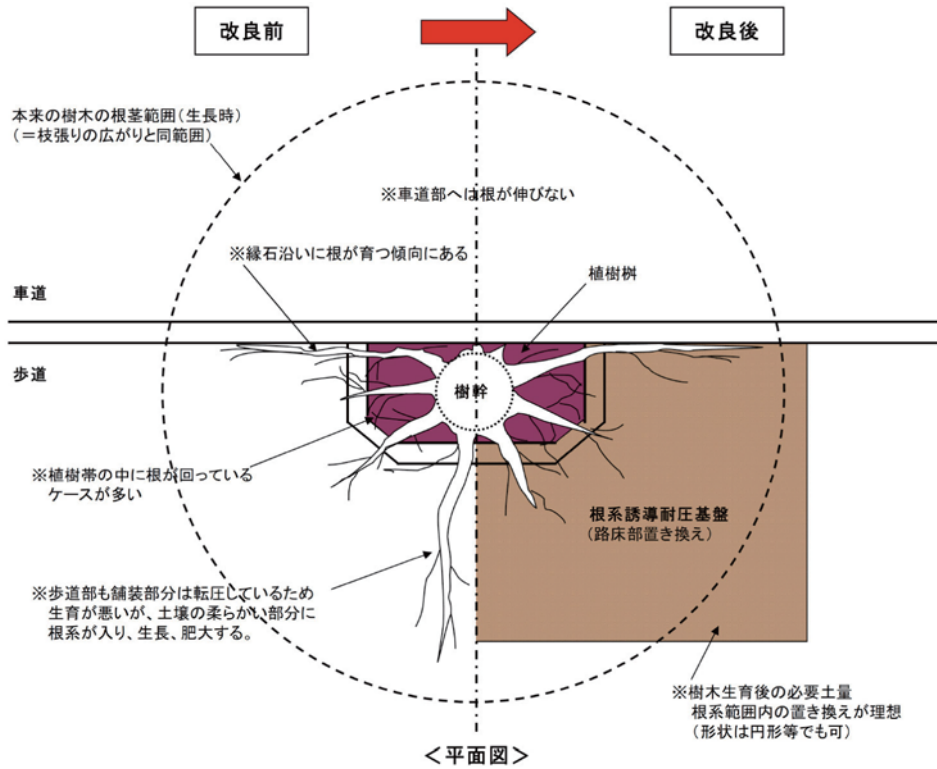 改良前
改良後
本来の樹木の根茎範囲(生長時)
(=枝張りの広がりと同範囲)
※車道部へは根が伸びない
※縁石沿いに根が育つ傾向にある
植樹桝
車道
歩道
樹幹
※植樹帯の中に根が回っている
ケースが多い
根系誘導耐圧基盤
(路床部置き換え)
※歩道部も舗装部分は転圧しているため
生育が悪いが、土壌の柔らかい部分に
根系が入り、生長、肥大する。
※樹木生育後の必要土量
根系範囲内の置き換えが理想
(形状は円形等でも可)
<平面図>